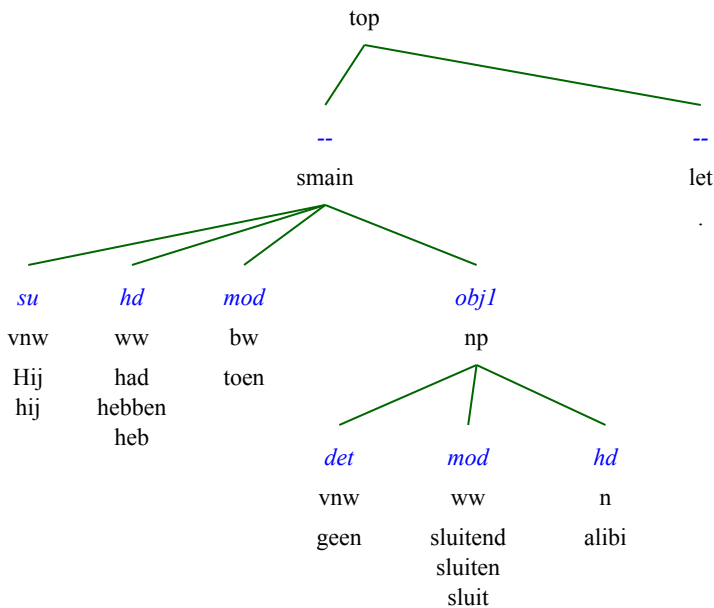 top
-- --
smain let
.
su hd mod obj1
vnw ww bw np
Hij had toen
hij hebben
heb
det mod hd
vnw ww n
geen sluitend alibi
sluiten
sluit